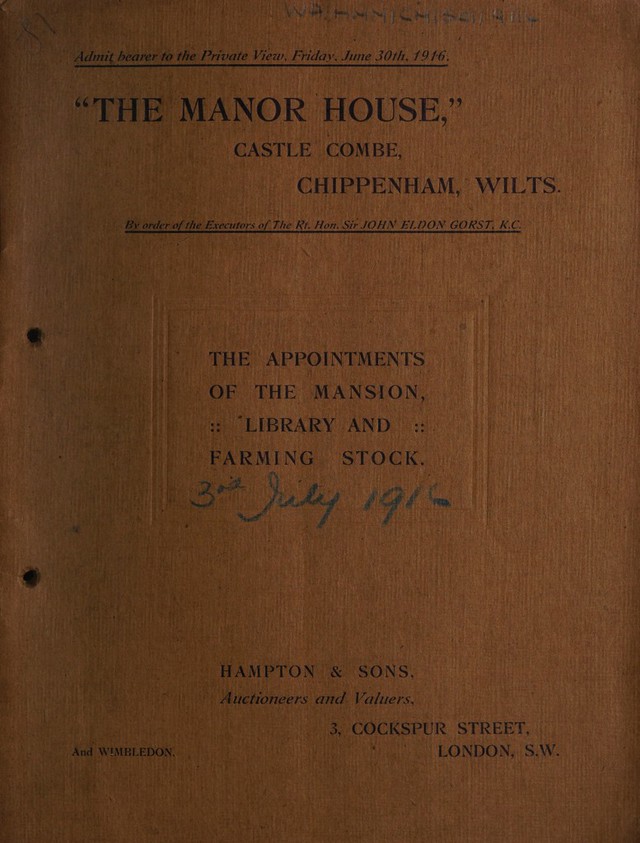 Admit bearer to the Private View, Friday, June 30th, 1916.
“THE MANOR HOUSE,”
CASTLE COMBE,
CHIPPENHAM, WILTS.
By order of the Executors of The Rt. Hon. Sir JOHN ELDON GORST, K.C.
THE APPOINTMENTS
OF THE MANSION,
:: LIBRARY AND ::
FARMING STOCK.
3rd July 1916
HAMPTON & SONS,
Auctioneers and Valuers,
3, COCKSPUR STREET,
And WIMBLEDON. LONDON, S.W.